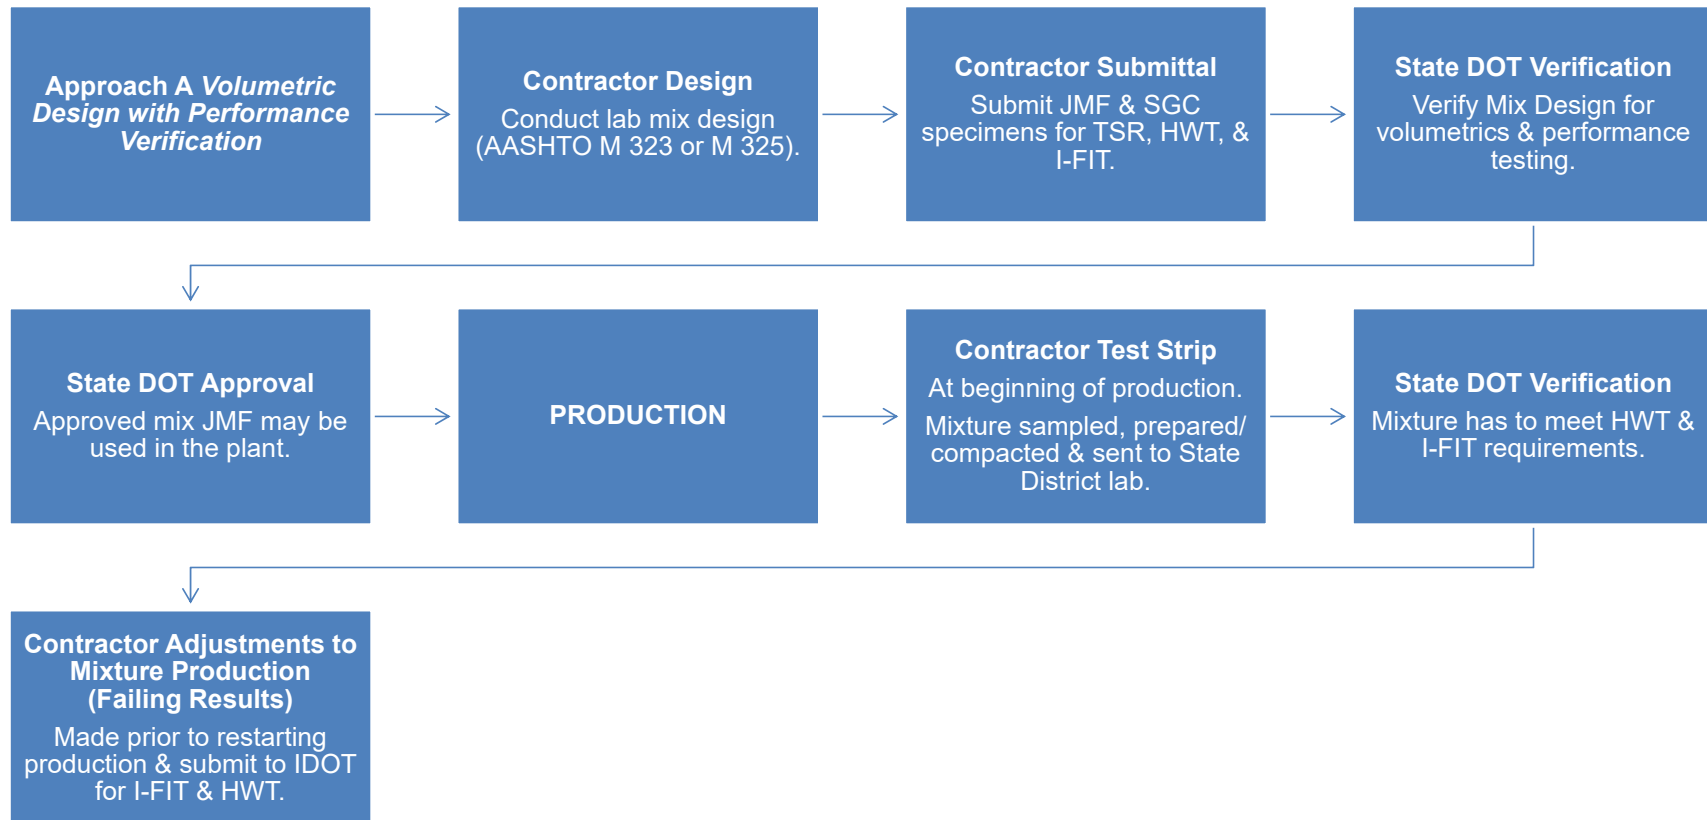 Approach A Volumetric
Design with Performance
Verification
Contractor Design
Conduct lab mix design
(AASHTO M 323 or M 325).
Contractor Submittal
Submit JMF & SGC
specimens for TSR, HWT, &
I-FIT.
State DOT Verification
Verify Mix Design for
volumetrics & performance
testing.
State DOT Approval
Approved mix JMF may be
used in the plant.
PRODUCTION
Contractor Test Strip
At beginning of production.
Mixture sampled, prepared/
compacted & sent to State
District lab.
State DOT Verification
Mixture has to meet HWT &
I-FIT requirements.
Contractor Adjustments to
Mixture Production
(Failing Results)
Made prior to restarting
production & submit to IDOT
for I-FIT & HWT.